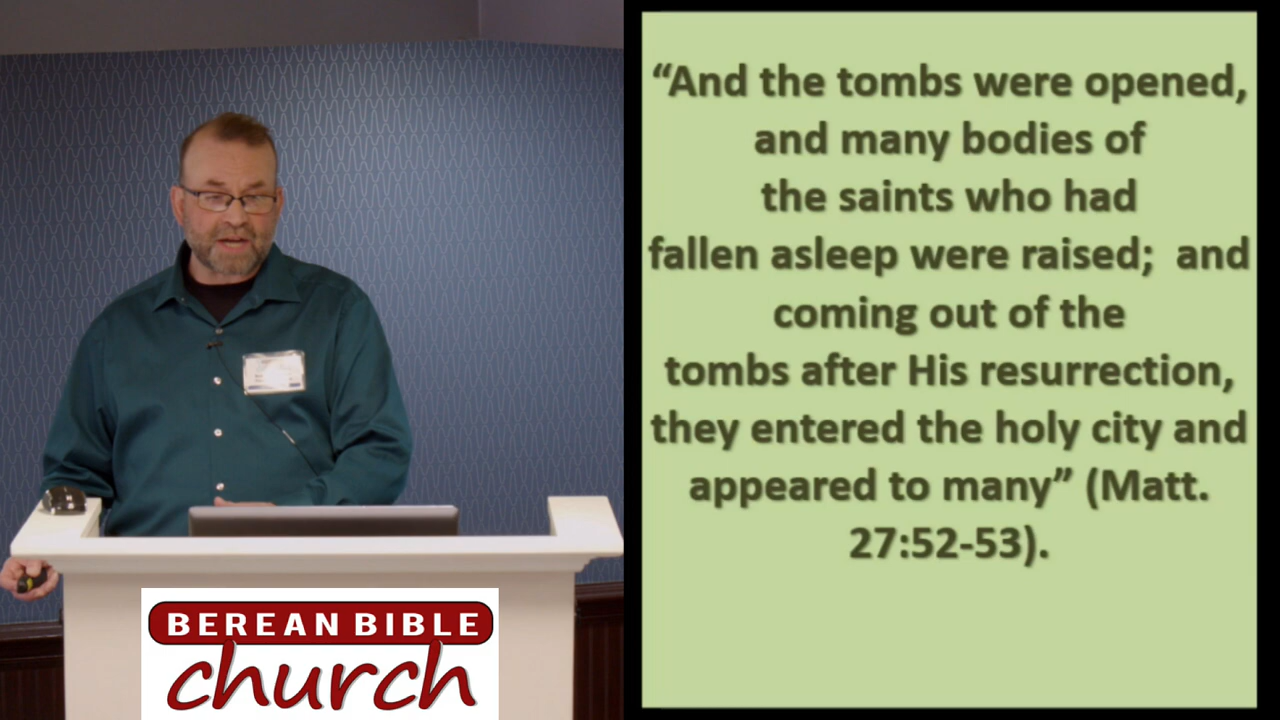 “And the tombs were opened,
and many bodies of
the saints who had
fallen asleep were raised;  and
coming out of the
tombs after His resurrection,
they entered the holy city and
appeared to many” (Matt.
27:52-53).
BEREAN BIBLE
church